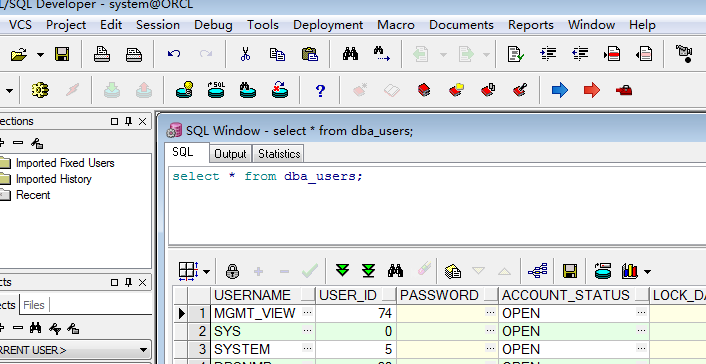 L/SQL Developer - system@ORCL
VCS Project Edit Session Debug Tools Deployment Macro Documents Reports Window Help
ections
Imported Fixed Users
Imported History
Recent
SQL Window - select * from dba_users;
SQL Output Statistics
select * from dba_users;
cts
ects Files
CURRENT USER>
USERNAME USER_ID PASSWORD ACCOUNT_STATUS LOCK_DA
1 MGMT_VIEW 74 OPEN
2 SYS 0 OPEN
3 SYSTEM 5 OPEN